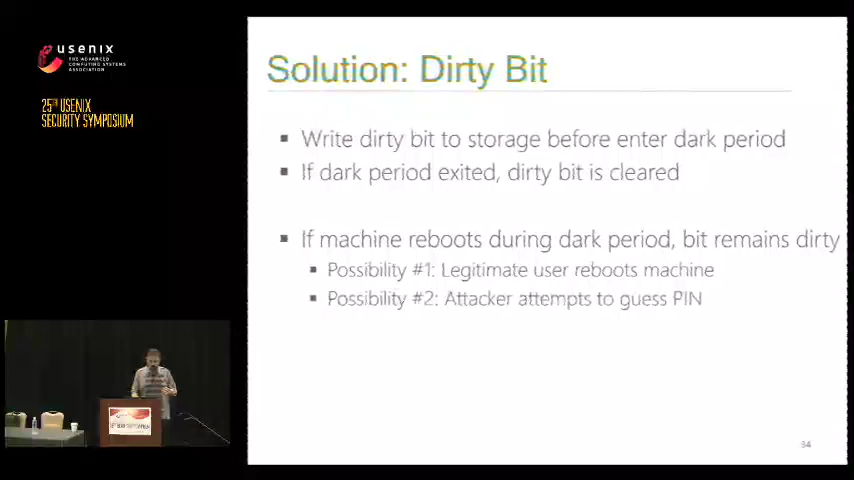 usenix
THE ADVANCED
COMPUTING SYSTEMS
ASSOCIATION
25TH USENIX
SECURITY SYMPOSIUM
Solution: Dirty Bit
▪ Write dirty bit to storage before enter dark period
▪ If dark period exited, dirty bit is cleared
▪ If machine reboots during dark period, bit remains dirty
▪ Possibility #1: Legitimate user reboots machine
▪ Possibility #2: Attacker attempts to guess PIN
34